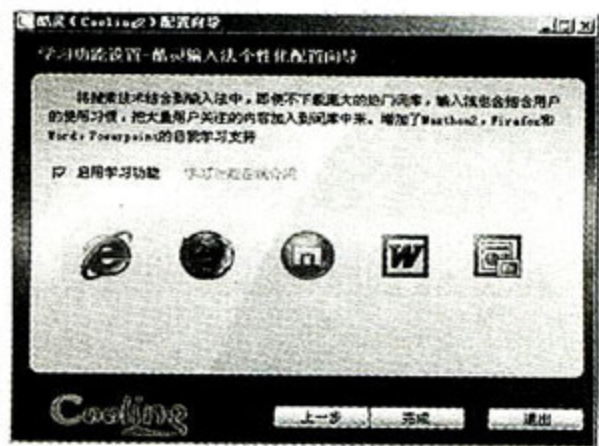 酷灵(Cooling2)配置向导
学习功能设置-酷灵输入法个性化配置向导
将搜索技术结合到输入法中，即使不下载庞大的热门词库，输入法也会结合用户
的使用习惯，把大量用户关注的内容加入到词库中来。增加了Maxthon2，Firefox和
Word，Powerpoint的自我学习支持
启用学习功能
W
Cooling
上一步 完成 退出